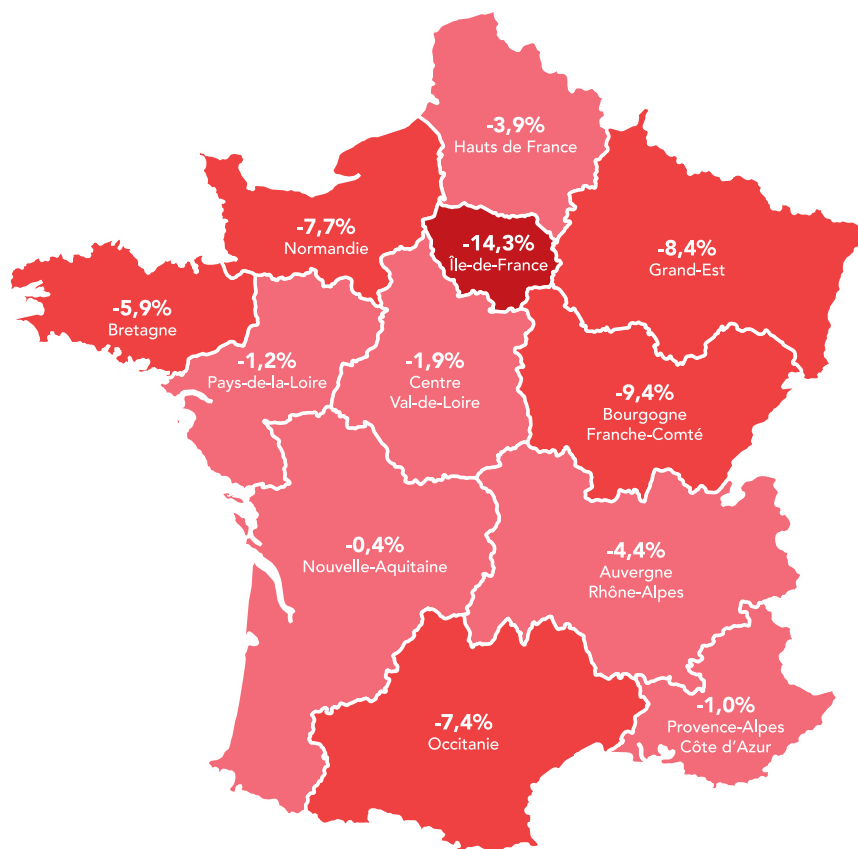 -3,9%
Hauts de France
-7,7%
Normandie
-14,3%
Île-de-France
-8,4%
Grand-Est
-5,9%
Bretagne
-1,2%
Pays-de-la-Loire
-1,9%
Centre
Val-de-Loire
-9,4%
Bourgogne
Franche-Comté
-0,4%
Nouvelle-Aquitaine
-4,4%
Auvergne
Rhône-Alpes
-7,4%
Occitanie
-1,0%
Provence-Alpes
Côte d'Azur